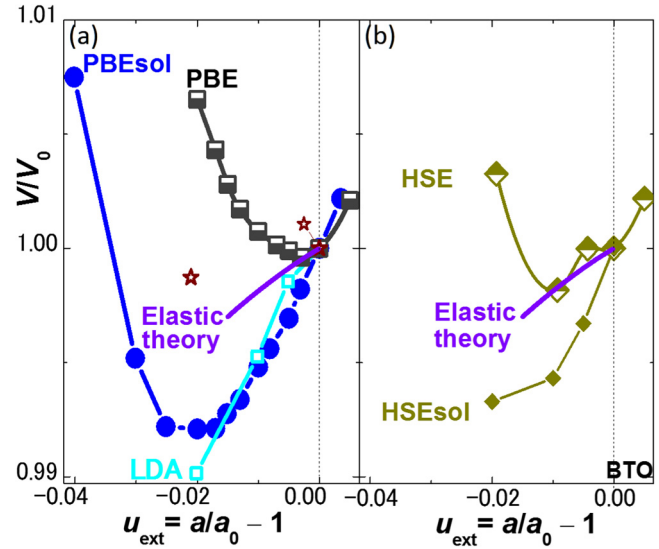 1.01
(a)
(b)
PBEsol
PBE
HSE
V/V0
1.00
Elastic
theory
Elastic
theory
HSEsol
LDA
BTO
0.99
−0.04
−0.02
0.00
−0.04
−0.02
0.00
uext = a/a0 − 1
uext = a/a0 − 1